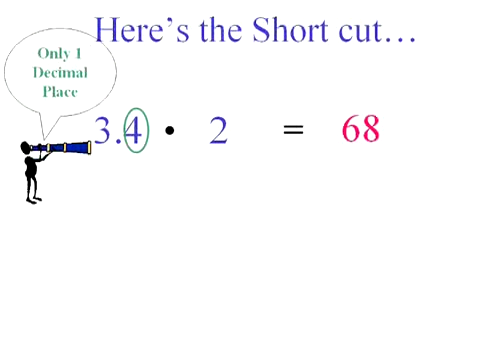 Here's the Short cut…
Only 1
Decimal
Place
3.4 • 2 = 68